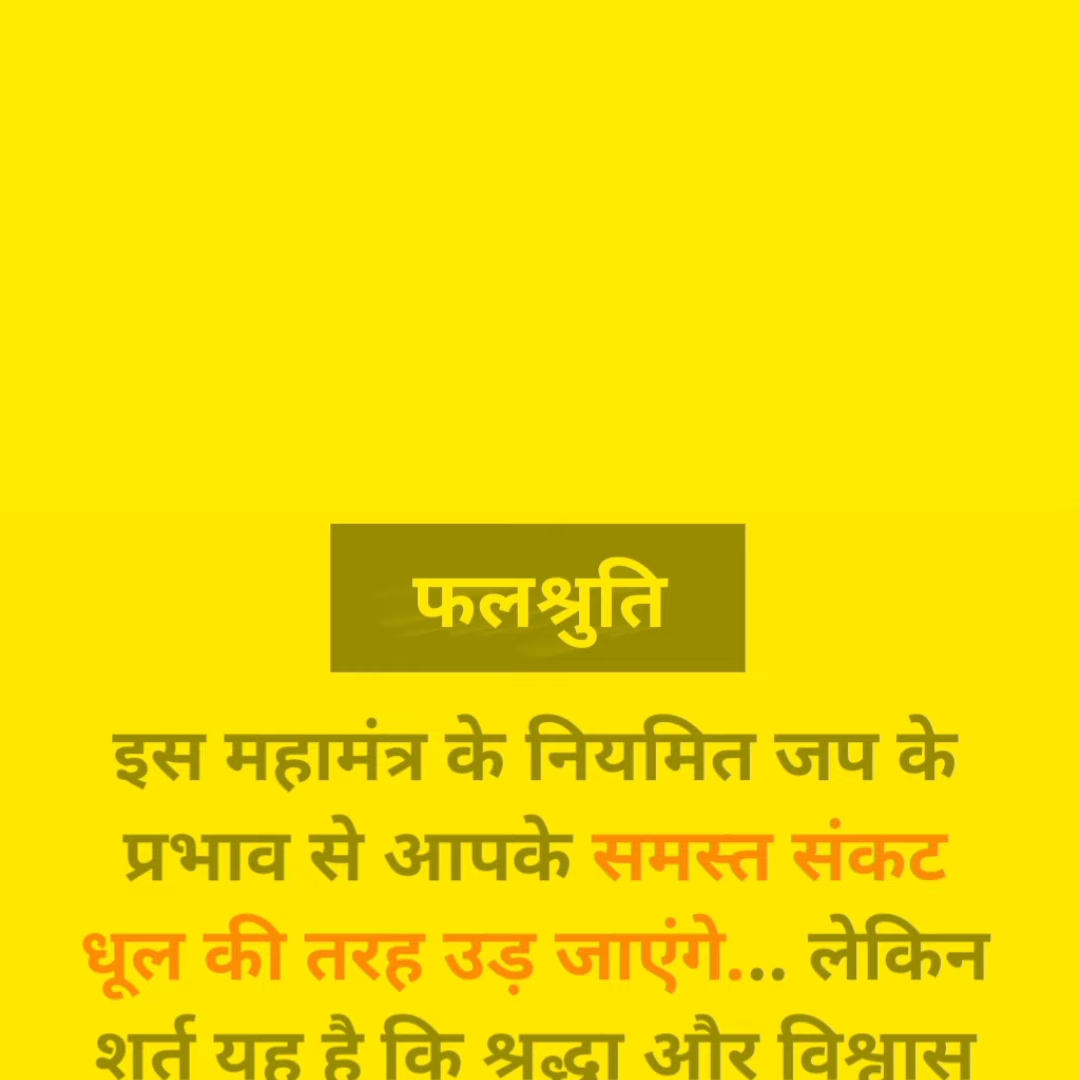 फलश्रुति
इस महामंत्र के नियमित जप के
प्रभाव से आपके समस्त संकट
धूल की तरह उड़ जाएंगे... लेकिन
शर्त यह है कि श्रद्धा और विश्वास